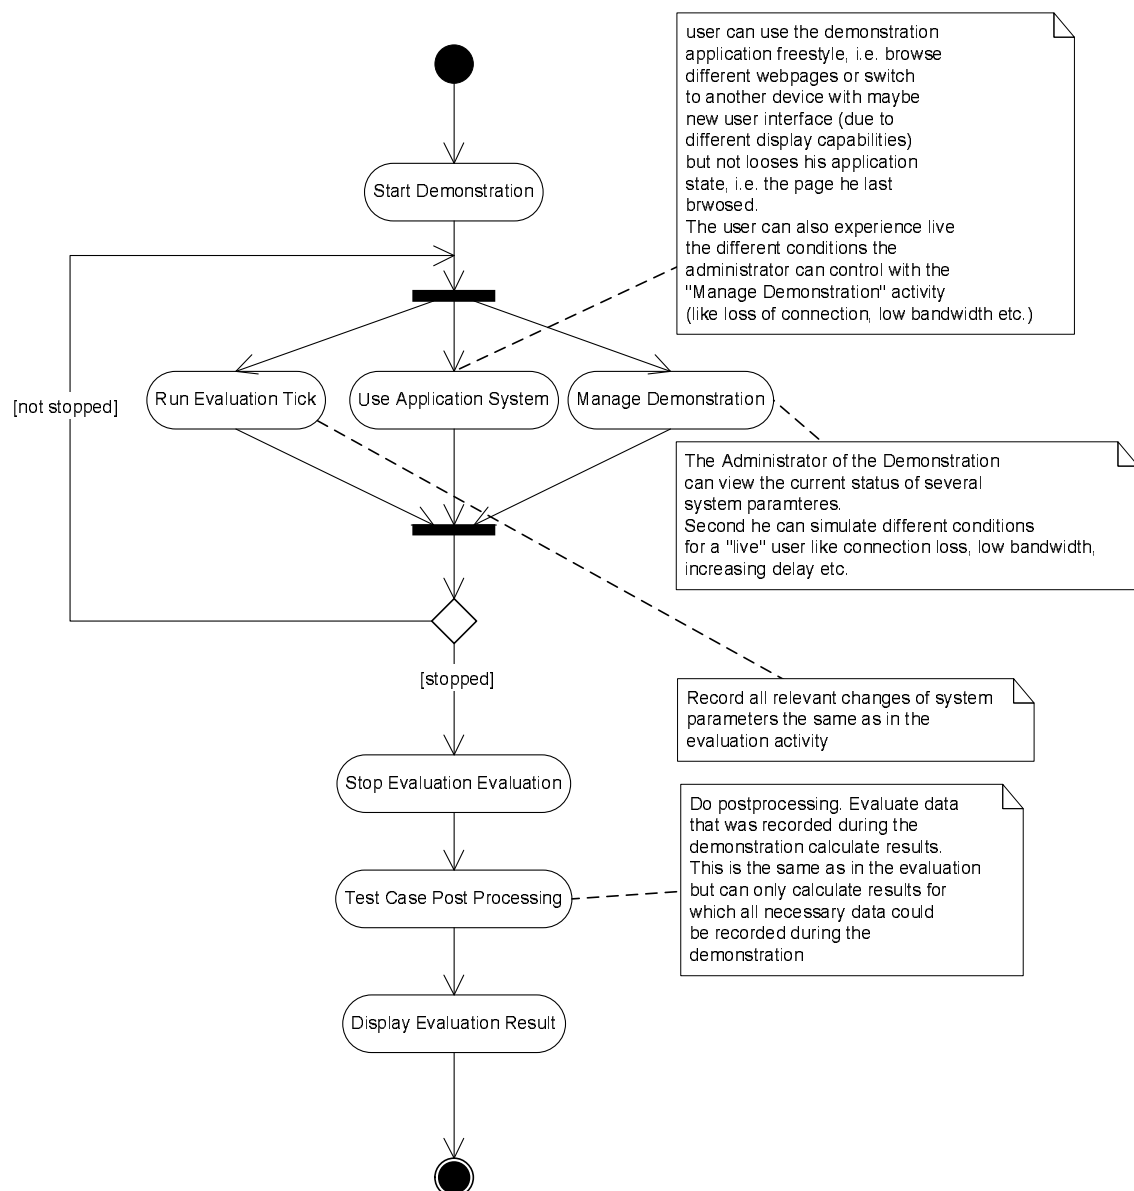 user can use the demonstration
application freestyle, i.e. browse
different webpages or switch
to another device with maybe
new user interface (due to
different display capabilities)
but not looses his application
state, i.e. the page he last
brwosed.
The user can also experience live
the different conditions the
administrator can control with the
"Manage Demonstration" activity
(like loss of connection, low bandwidth etc.)
Start Demonstration
[not stopped]
Run Evaluation Tick
Use Application System
Manage Demonstration
The Administrator of the Demonstration
can view the current status of several
system paramteres.
Second he can simulate different conditions
for a "live" user like connection loss, low bandwidth,
increasing delay etc.
[stopped]
Record all relevant changes of system
parameters the same as in the
evaluation activity
Stop Evaluation Evaluation
Do postprocessing. Evaluate data
that was recorded during the
demonstration calculate results.
This is the same as in the evaluation
but can only calculate results for
which all necessary data could
be recorded during the
demonstration
Test Case Post Processing
Display Evaluation Result